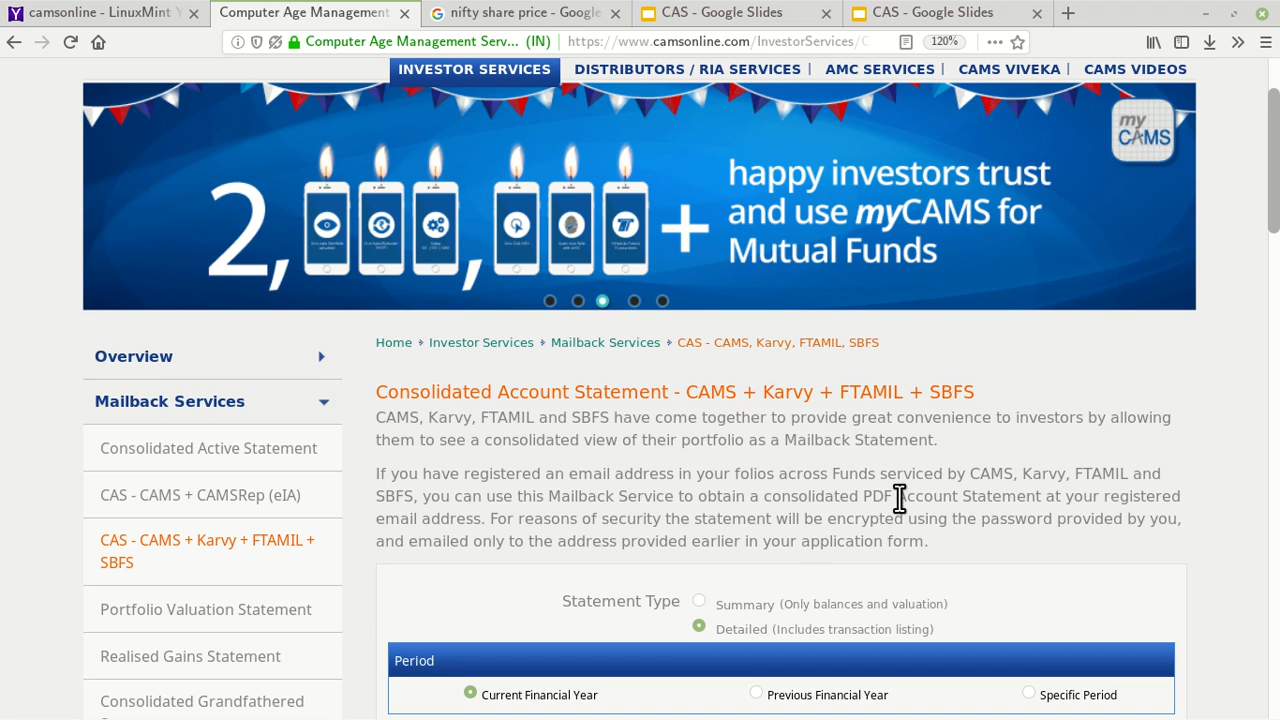 camsonline - LinuxMint Y
Computer Age Management
nifty share price - Google
CAS - Google Slides
CAS - Google Slides
Computer Age Management Serv... (IN)
https://www.camsonline.com/InvestorServices/C
120%
INVESTOR SERVICES
DISTRIBUTORS / RIA SERVICES |
AMC SERVICES |
CAMS VIVEKA |
CAMS VIDEOS
my
CAMS
2,
,
+
happy investors trust
and use myCAMS for
Mutual Funds
Overview
Mailback Services
Consolidated Active Statement
CAS - CAMS + CAMSRep (eIA)
CAS - CAMS + Karvy + FTAMIL +
SBFS
Portfolio Valuation Statement
Realised Gains Statement
Consolidated Grandfathered
Home
Investor Services
Mailback Services
CAS - CAMS, Karvy, FTAMIL, SBFS
Consolidated Account Statement - CAMS + Karvy + FTAMIL + SBFS
CAMS, Karvy, FTAMIL and SBFS have come together to provide great convenience to investors by allowing
them to see a consolidated view of their portfolio as a Mailback Statement.
If you have registered an email address in your folios across Funds serviced by CAMS, Karvy, FTAMIL and
SBFS, you can use this Mailback Service to obtain a consolidated PDF Account Statement at your registered
email address. For reasons of security the statement will be encrypted using the password provided by you,
and emailed only to the address provided earlier in your application form.
Statement Type
Summary (Only balances and valuation)
Detailed (Includes transaction listing)
Period
Current Financial Year
Previous Financial Year
Specific Period